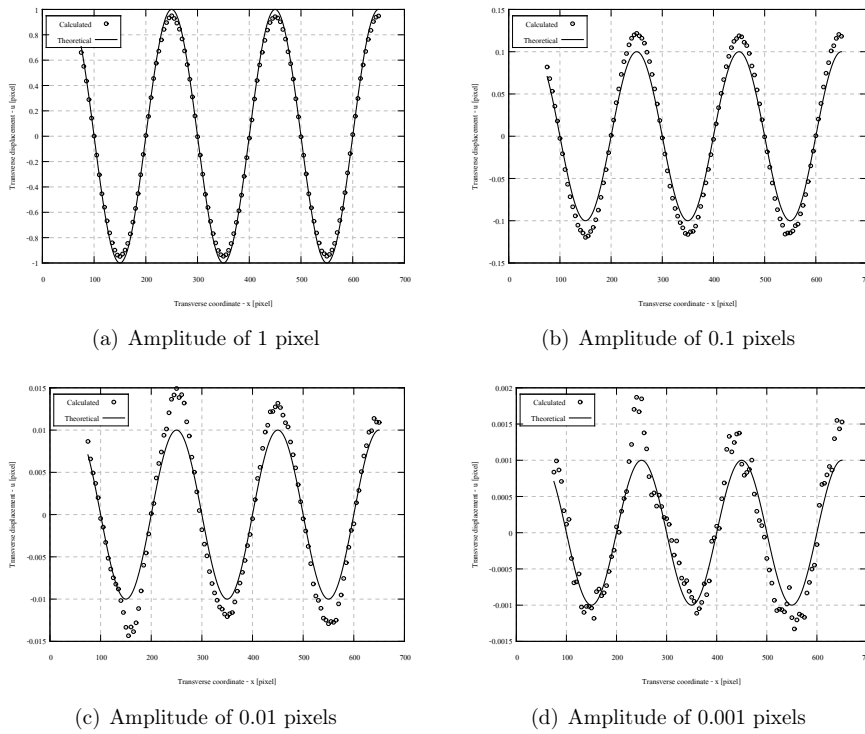 1
0.8
0.6
0.4
0.2
0
-0.2
-0.4
-0.6
-0.8
-1
0 100 200 300 400 500 600 700
Transverse displacement - u [pixel]
Transverse coordinate - x [pixel]
Calculated
Theoretical
(a) Amplitude of 1 pixel
0.15
0.1
0.05
0
-0.05
-0.1
-0.15
0 100 200 300 400 500 600 700
Transverse displacement - u [pixel]
Transverse coordinate - x [pixel]
Calculated
Theoretical
(b) Amplitude of 0.1 pixels
0.015
0.01
0.005
0
-0.005
-0.01
-0.015
0 100 200 300 400 500 600 700
Transverse displacement - u [pixel]
Transverse coordinate - x [pixel]
Calculated
Theoretical
(c) Amplitude of 0.01 pixels
0.002
0.0015
0.001
0.0005
0
-0.0005
-0.001
-0.0015
0 100 200 300 400 500 600 700
Transverse displacement - u [pixel]
Transverse coordinate - x [pixel]
Calculated
Theoretical
(d) Amplitude of 0.001 pixels